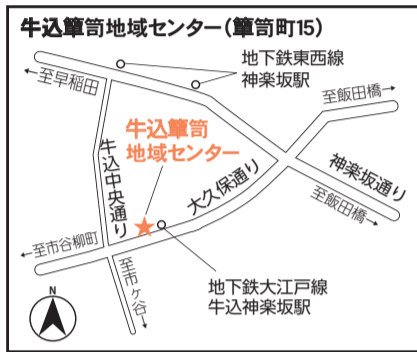 牛込簞笥地域センター(簞笥町15)
地下鉄東西線
神楽坂駅
←至早稲田
至飯田橋→
牛込簞笥
地域センター
牛込中央通り
大久保通り
神楽坂通り
至飯田橋→
←至市谷柳町
至市ヶ谷→
地下鉄大江戸線
牛込神楽坂駅
N